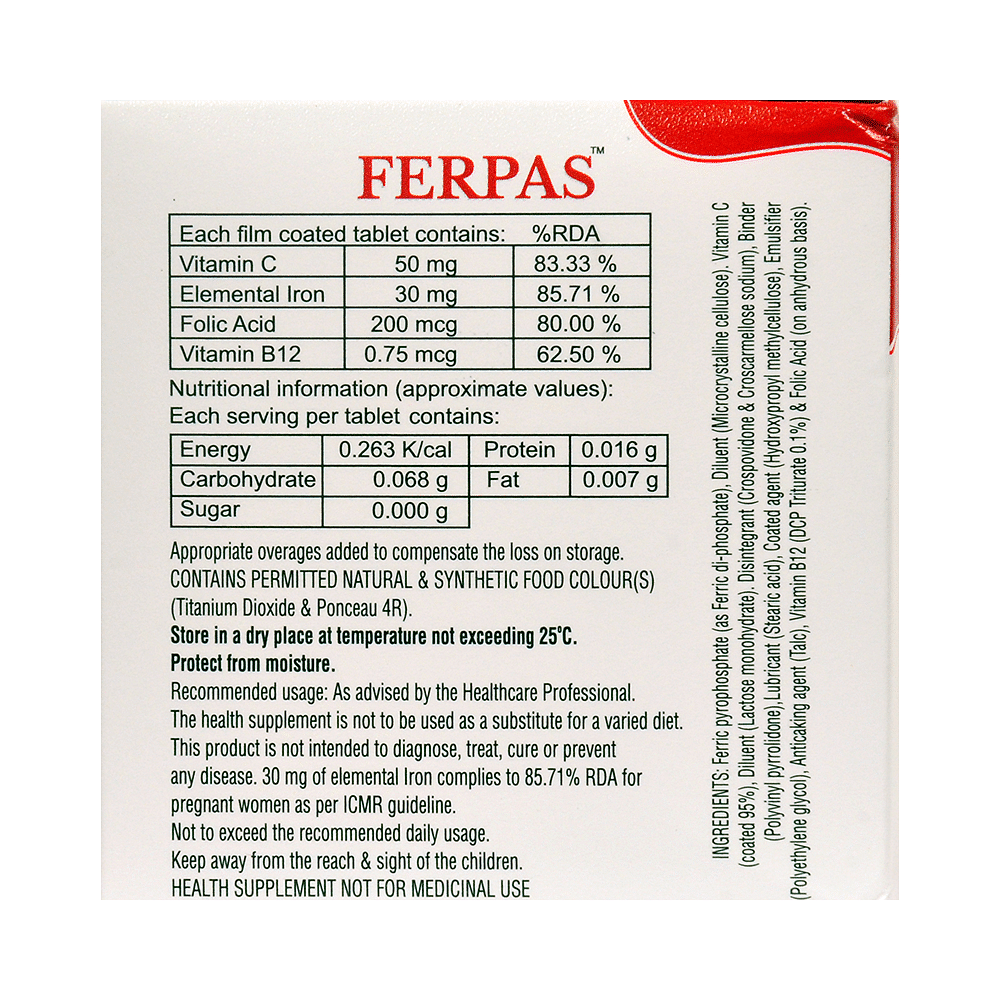 FERPAS™
Each film coated tablet contains: %RDA
Vitamin C 50 mg 83.33 %
Elemental Iron 30 mg 85.71 %
Folic Acid 200 mcg 80.00 %
Vitamin B12 0.75 mcg 62.50 %
Nutritional information (approximate values):
Each serving per tablet contains:
Energy 0.263 K/cal Protein 0.016 g
Carbohydrate 0.068 g Fat 0.007 g
Sugar 0.000 g
Appropriate overages added to compensate the loss on storage.
CONTAINS PERMITTED NATURAL & SYNTHETIC FOOD COLOUR(S)
(Titanium Dioxide & Ponceau 4R).
Store in a dry place at temperature not exceeding 25°C.
Protect from moisture.
Recommended usage: As advised by the Healthcare Professional.
The health supplement is not to be used as a substitute for a varied diet.
This product is not intended to diagnose, treat, cure or prevent
any disease. 30 mg of elemental Iron complies to 85.71% RDA for
pregnant women as per ICMR guideline.
Not to exceed the recommended daily usage.
Keep away from the reach & sight of the children.
HEALTH SUPPLEMENT NOT FOR MEDICINAL USE
INGREDIENTS: Ferric pyrophosphate (as Ferric di-phosphate), Diluent (Microcrystalline cellulose). Vitamin C
(coated 95%), Diluent (Lactose monohydrate). Disintegrant (Crospovidone & Croscarmellose sodium), Binder
(Polyvinyl pyrrolidone),Lubricant (Stearic acid), Coated agent (Hydroxypropyl methylcellulose), Emulsifier
(Polyethylene glycol), Anticaking agent (Talc), Vitamin B12 (DCP Triturate 0.1%) & Folic Acid (on anhydrous basis).